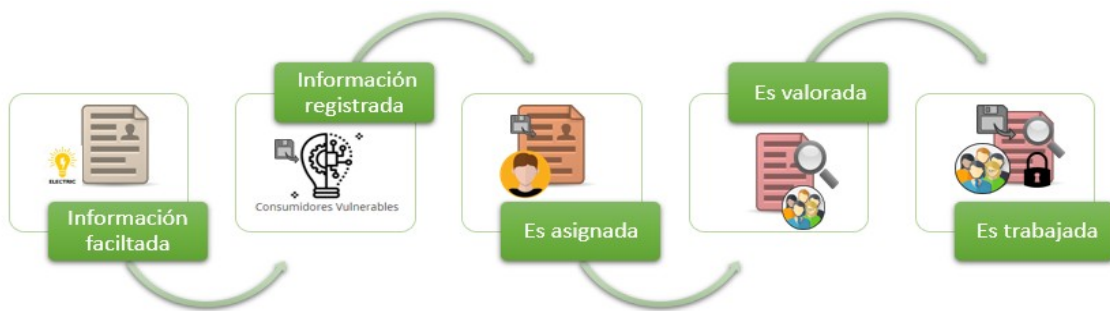 Información
faciltada
ELECTRIC
Información
registrada
Consumidores Vulnerables
Es asignada
Es valorada
Es trabajada